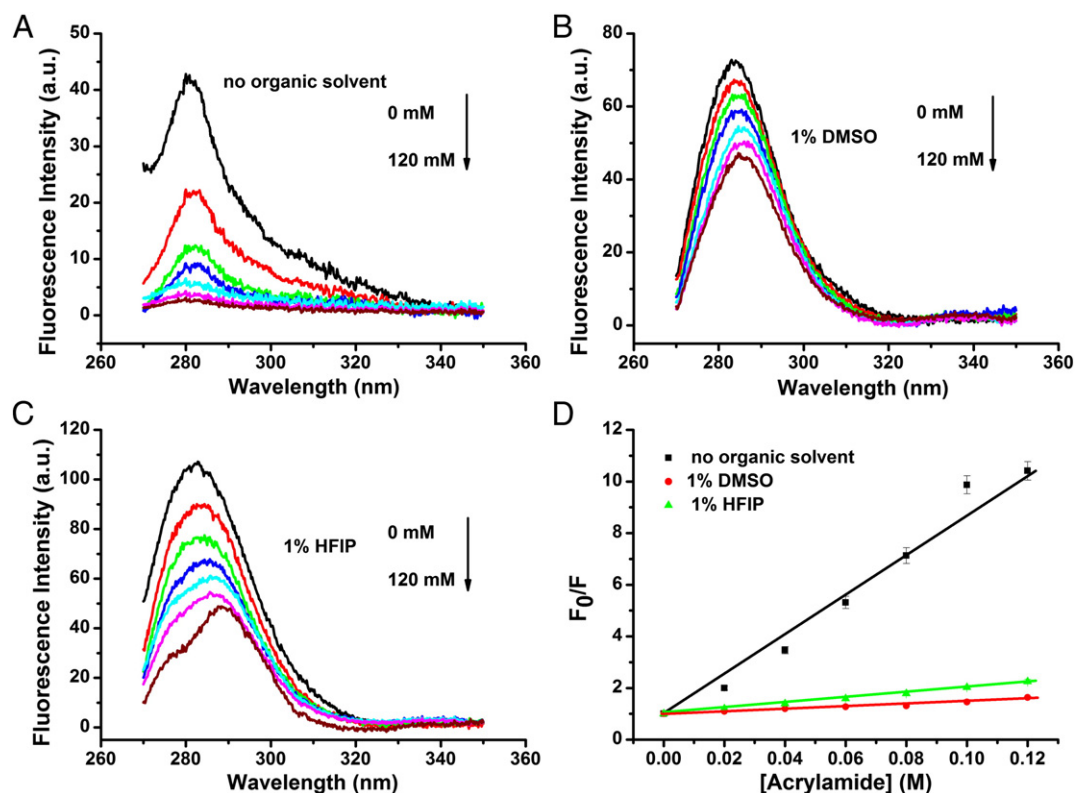 A
Fluorescence Intensity (a.u.)
50
40
30
20
10
0
no organic solvent
0 mM
120 mM
260
280
300
320
340
360
Wavelength (nm)
B
Fluorescence Intensity (a.u.)
80
60
40
20
0
1% DMSO
0 mM
120 mM
260
280
300
320
340
360
Wavelength (nm)
C
Fluorescence Intensity (a.u.)
120
100
80
60
40
20
0
1% HFIP
0 mM
120 mM
260
280
300
320
340
360
Wavelength (nm)
D
F0/F
12
10
8
6
4
2
0
no organic solvent
1% DMSO
1% HFIP
0.00
0.02
0.04
0.06
0.08
0.10
0.12
[Acrylamide] (M)